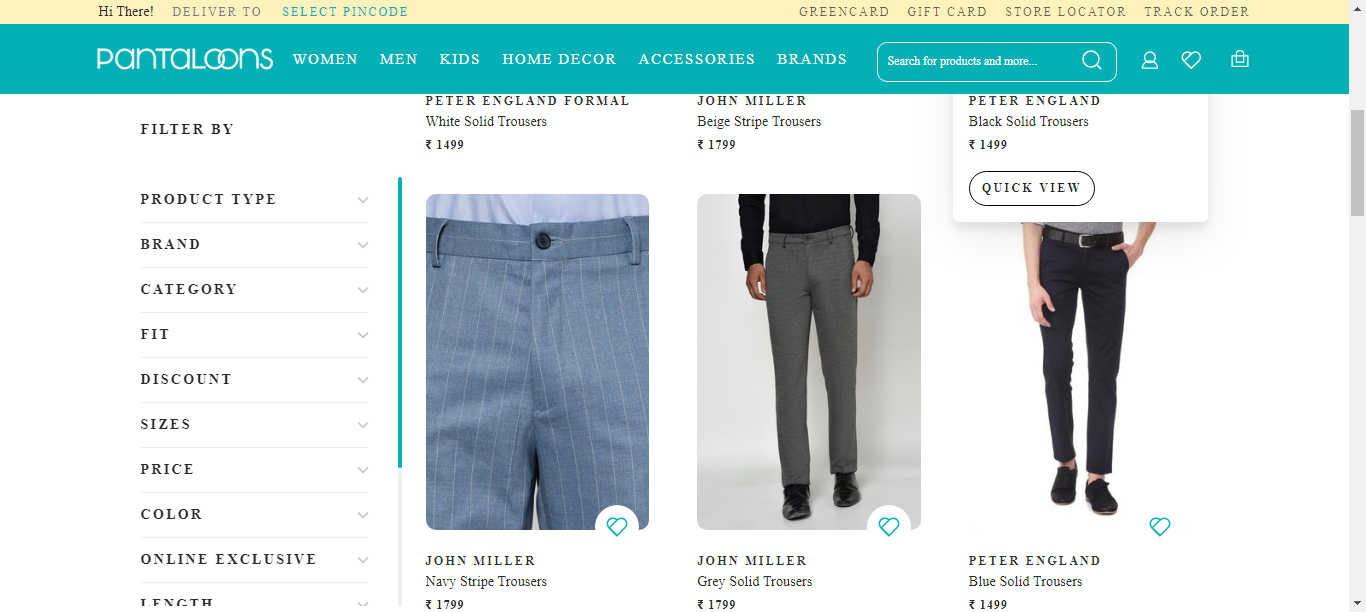 Hi There! DELIVER TO SELECT PINCODE GREENCARD GIFT CARD STORE LOCATOR TRACK ORDER
PANTALOONS WOMEN MEN KIDS HOME DECOR ACCESSORIES BRANDS Search for products and more...
PETER ENGLAND FORMAL JOHN MILLER PETER ENGLAND
White Solid Trousers Beige Stripe Trousers Black Solid Trousers
₹ 1499 ₹ 1799 ₹ 1499
QUICK VIEW
FILTER BY
PRODUCT TYPE
BRAND
CATEGORY
FIT
DISCOUNT
SIZES
PRICE
COLOR
ONLINE EXCLUSIVE
LENGTH
JOHN MILLER JOHN MILLER PETER ENGLAND
Navy Stripe Trousers Grey Solid Trousers Blue Solid Trousers
₹ 1799 ₹ 1799 ₹ 1499